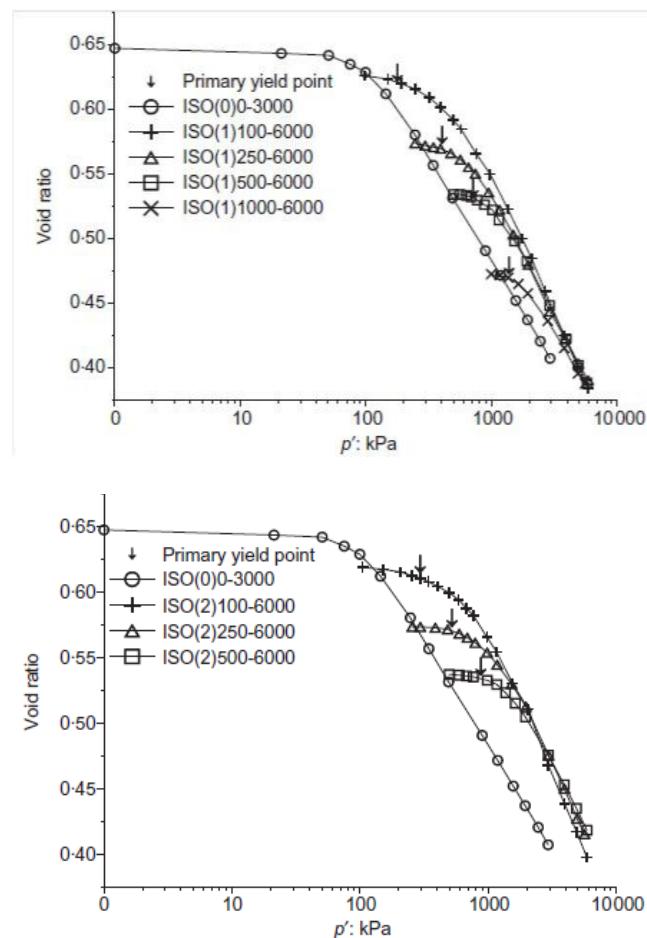 0·65
0·60
0·55
0·50
0·45
0·40
Void ratio
Primary yield point
ISO(0)0-3000
ISO(1)100-6000
ISO(1)250-6000
ISO(1)500-6000
ISO(1)1000-6000
0 10 100 1000 10000
p′: kPa
0·65
0·60
0·55
0·50
0·45
0·40
Void ratio
Primary yield point
ISO(0)0-3000
ISO(2)100-6000
ISO(2)250-6000
ISO(2)500-6000
0 10 100 1000 10000
p′: kPa